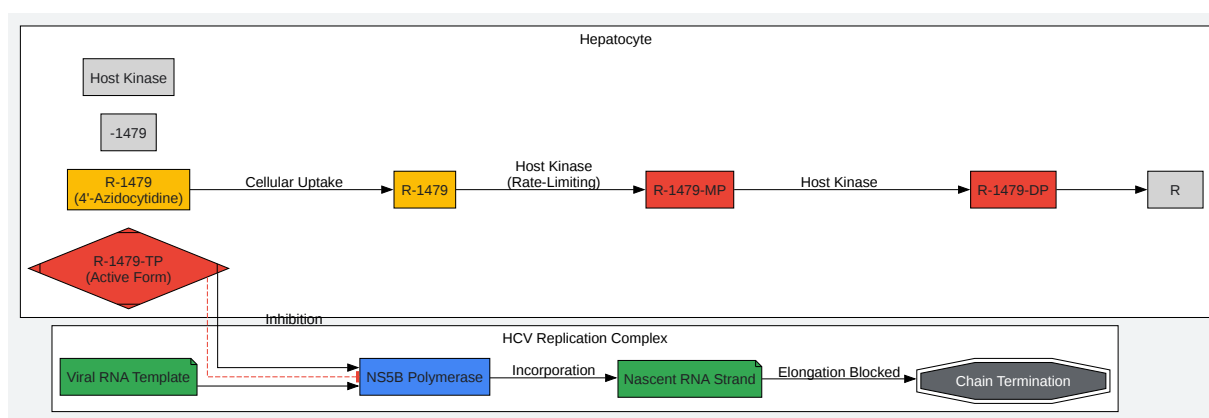 Hepatocyte
Host Kinase
-1479
R-1479
(4'-Azidocytidine)
Cellular Uptake
R-1479
Host Kinase
(Rate-Limiting)
R-1479-MP
Host Kinase
R-1479-DP
R
R-1479-TP
(Active Form)
Inhibition
HCV Replication Complex
Viral RNA Template
NS5B Polymerase
Incorporation
Nascent RNA Strand
Elongation Blocked
Chain Termination